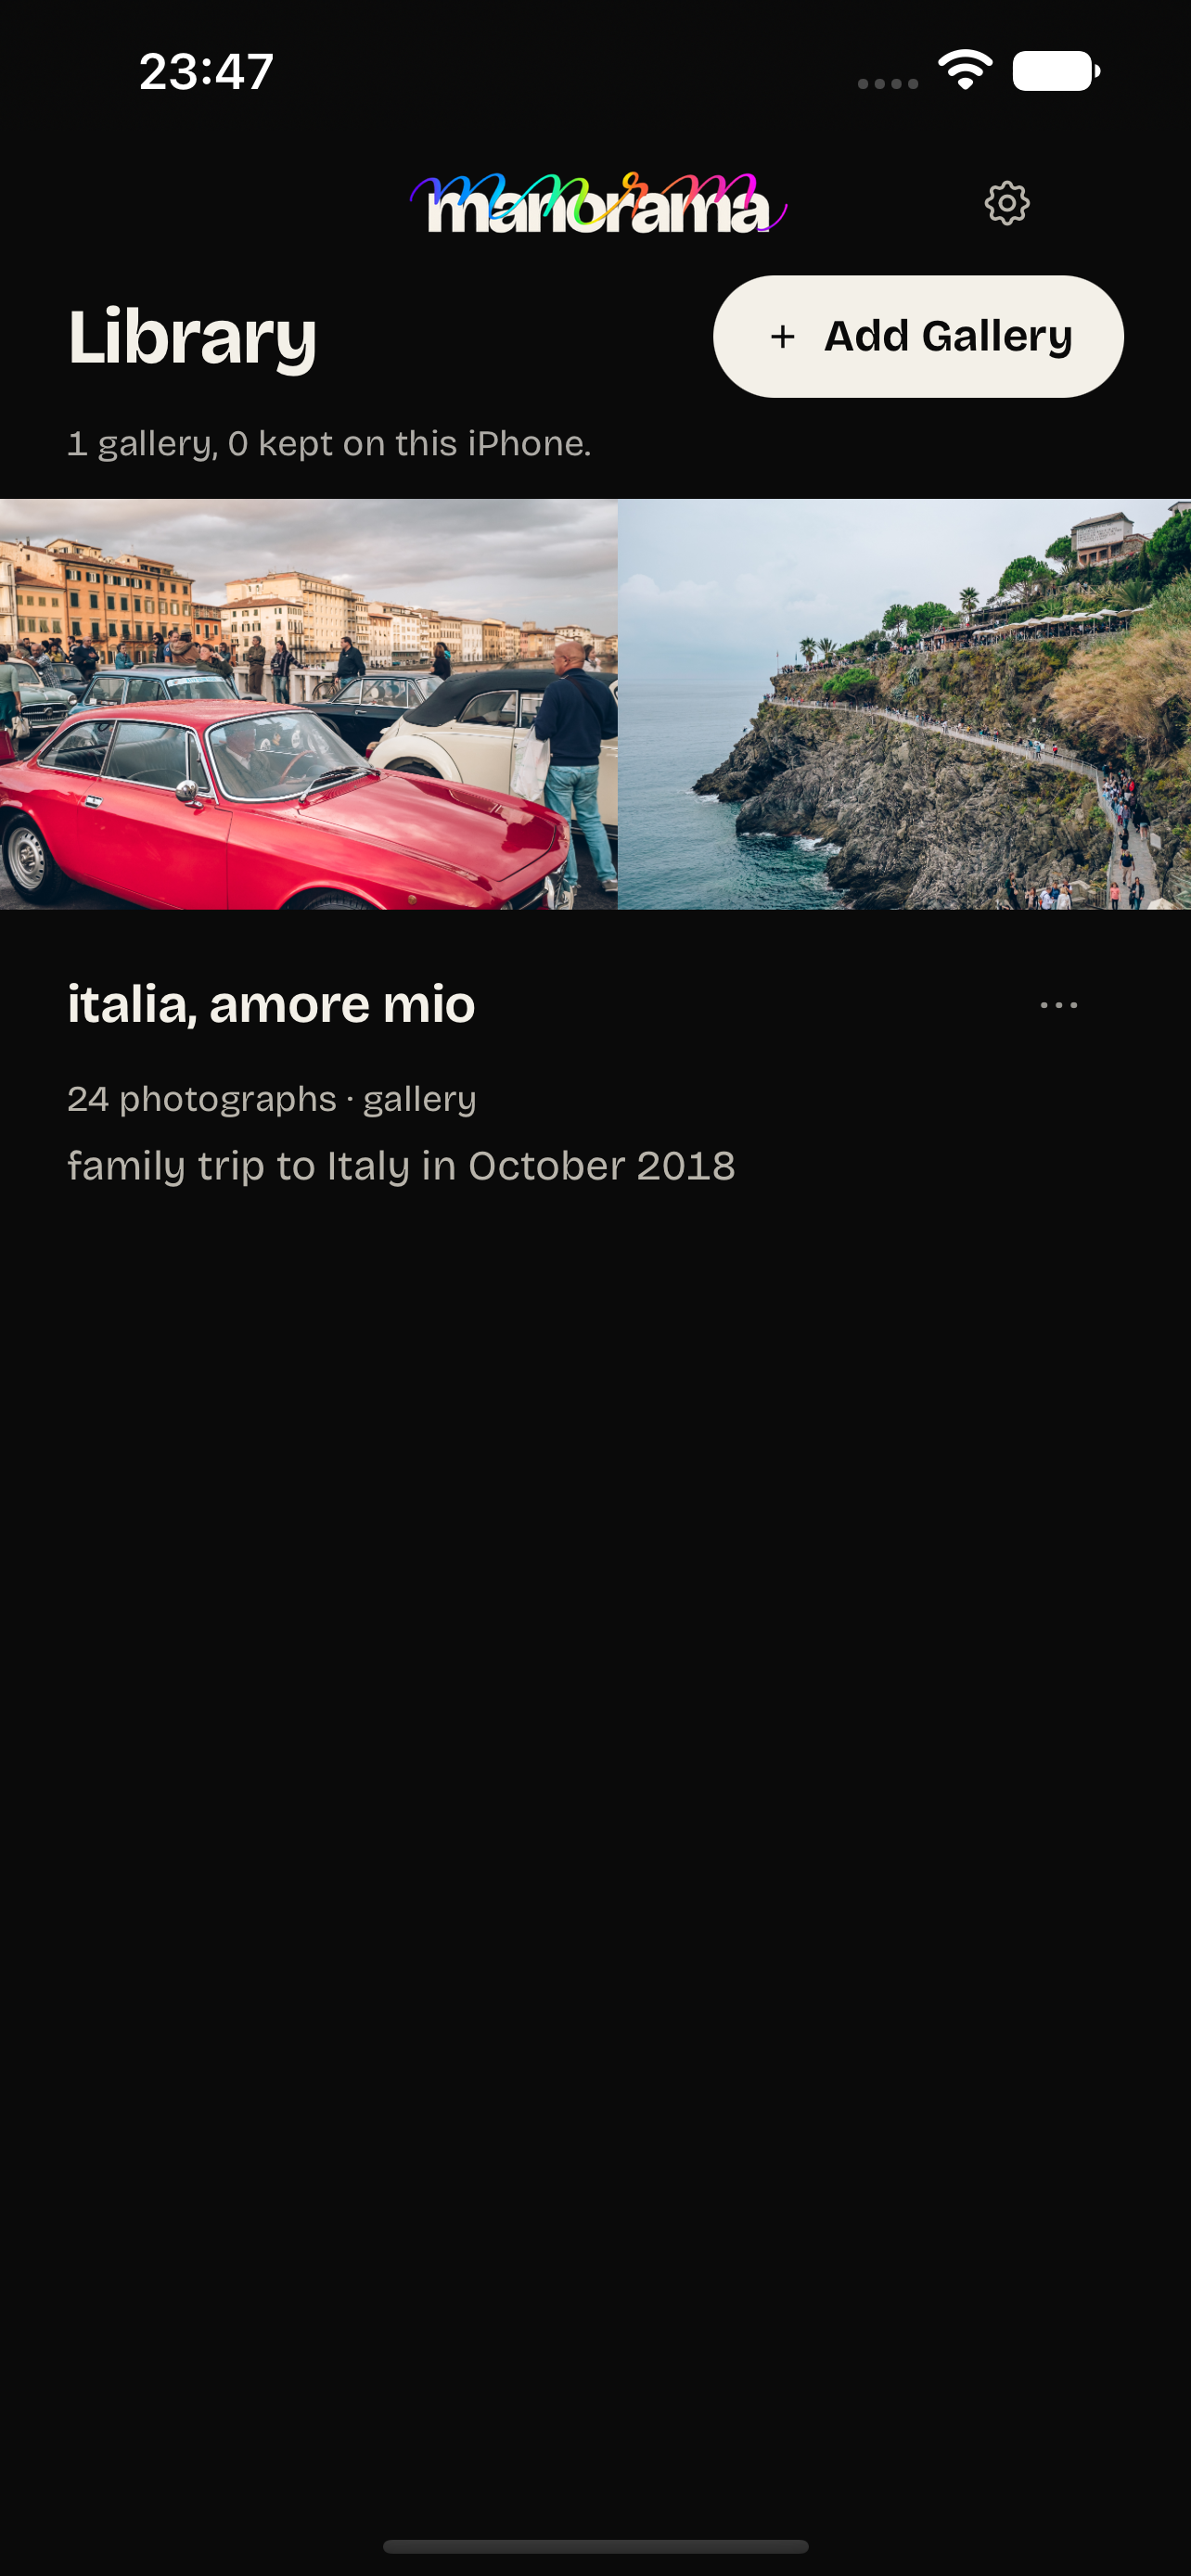 23:47
manorama
mnrm
Library
+ Add Gallery
1 gallery, 0 kept on this iPhone.
italia, amore mio
24 photographs · gallery
family trip to Italy in October 2018